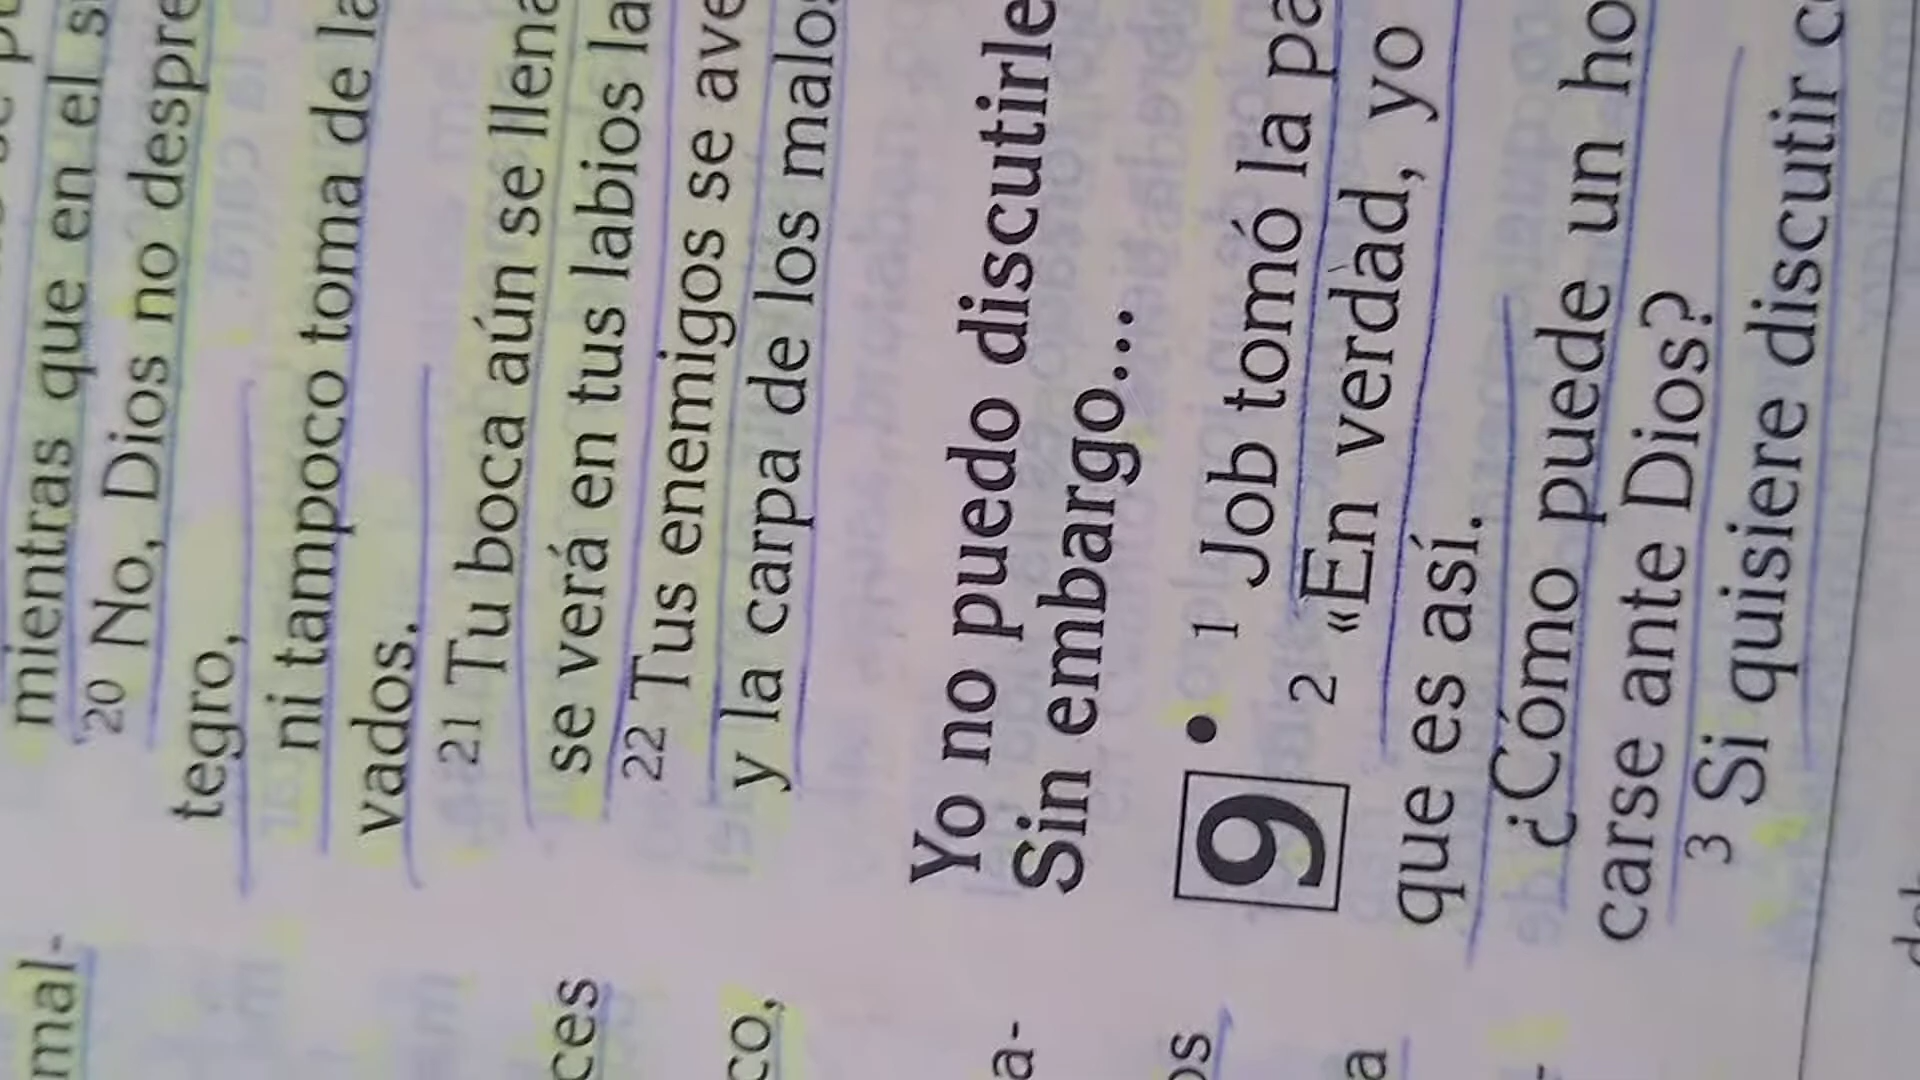 mientras que en el
20 No, Dios no despre
tegro,
ni tampoco toma de la
vados.
21 Tu boca aún se llena
se verá en tus labios la
22 Tus enemigos se ave
y la carpa de los malos
Yo no puedo discutirle
Sin embargo...
9 • 1 Job tomó la pa
2 «En verdad, yo
que es así.
¿Cómo puede un ho
carse ante Dios?
3 Si quisiere discutir c
mal-
ces
co,
a-
os
a